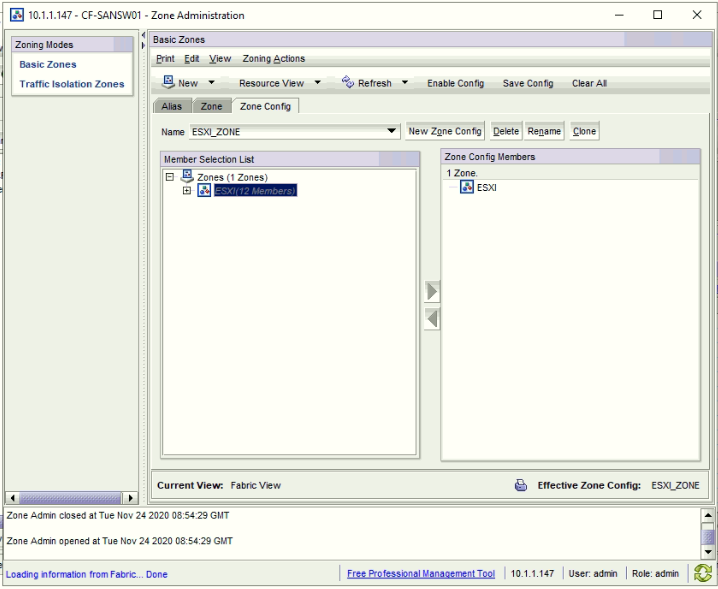 10.1.1.147 - CF-SANSW01 - Zone Administration
Zoning Modes
Basic Zones
Traffic Isolation Zones
Basic Zones
Print Edit View Zoning Actions
New Resource View Refresh Enable Config Save Config Clear All
Alias Zone Zone Config
Name ESXI_ZONE New Zone Config Delete Rename Clone
Member Selection List
Zones (1 Zones)
ESXI(12 Members)
Zone Config Members
1 Zone.
ESXI
Current View: Fabric View Effective Zone Config: ESXI_ZONE
Zone Admin closed at Tue Nov 24 2020 08:54:29 GMT
Zone Admin opened at Tue Nov 24 2020 08:54:29 GMT
Loading information from Fabric... Done Free Professional Management Tool 10.1.1.147 User: admin Role: admin